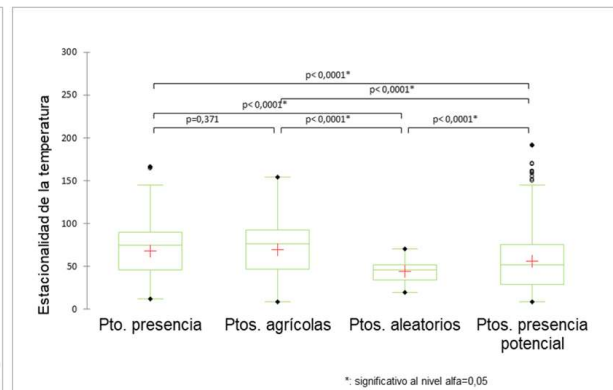 300
250
200
150
100
50
0
Estacionalidad de la temperatura
p< 0,0001*
p< 0,0001*
p< 0,0001*
p=0,371
p< 0,0001*
p< 0,0001*
Pto. presencia
Ptos. agrícolas
Ptos. aleatorios
Ptos. presencia
potencial
*: significativo al nivel alfa=0,05